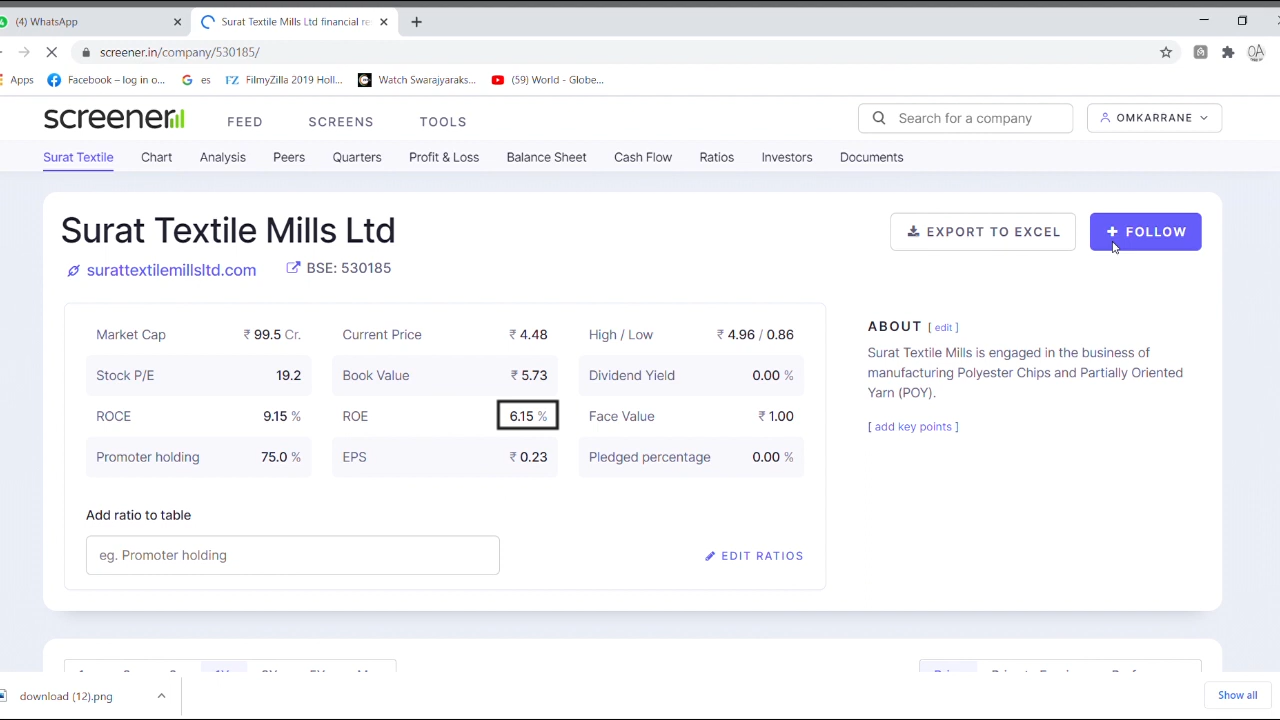 (4) WhatsApp
Surat Textile Mills Ltd financial re
screener.in/company/530185/
Apps
Facebook – log in o...
es
FZ FilmyZilla 2019 Holl...
Watch Swarajyaraks...
(59) World - Globe...
screener
FEED
SCREENS
TOOLS
Search for a company
OMKARRANE
Surat Textile
Chart
Analysis
Peers
Quarters
Profit & Loss
Balance Sheet
Cash Flow
Ratios
Investors
Documents
Surat Textile Mills Ltd
EXPORT TO EXCEL
+ FOLLOW
surattextilemillsltd.com
BSE: 530185
Market Cap ₹ 99.5 Cr.
Current Price ₹ 4.48
High / Low ₹ 4.96 / 0.86
Stock P/E 19.2
Book Value ₹ 5.73
Dividend Yield 0.00 %
ROCE 9.15 %
ROE 6.15 %
Face Value ₹ 1.00
Promoter holding 75.0 %
EPS ₹ 0.23
Pledged percentage 0.00 %
Add ratio to table
eg. Promoter holding
EDIT RATIOS
ABOUT [ edit ]
Surat Textile Mills is engaged in the business of
manufacturing Polyester Chips and Partially Oriented
Yarn (POY).
[ add key points ]
download (12).png
Show all